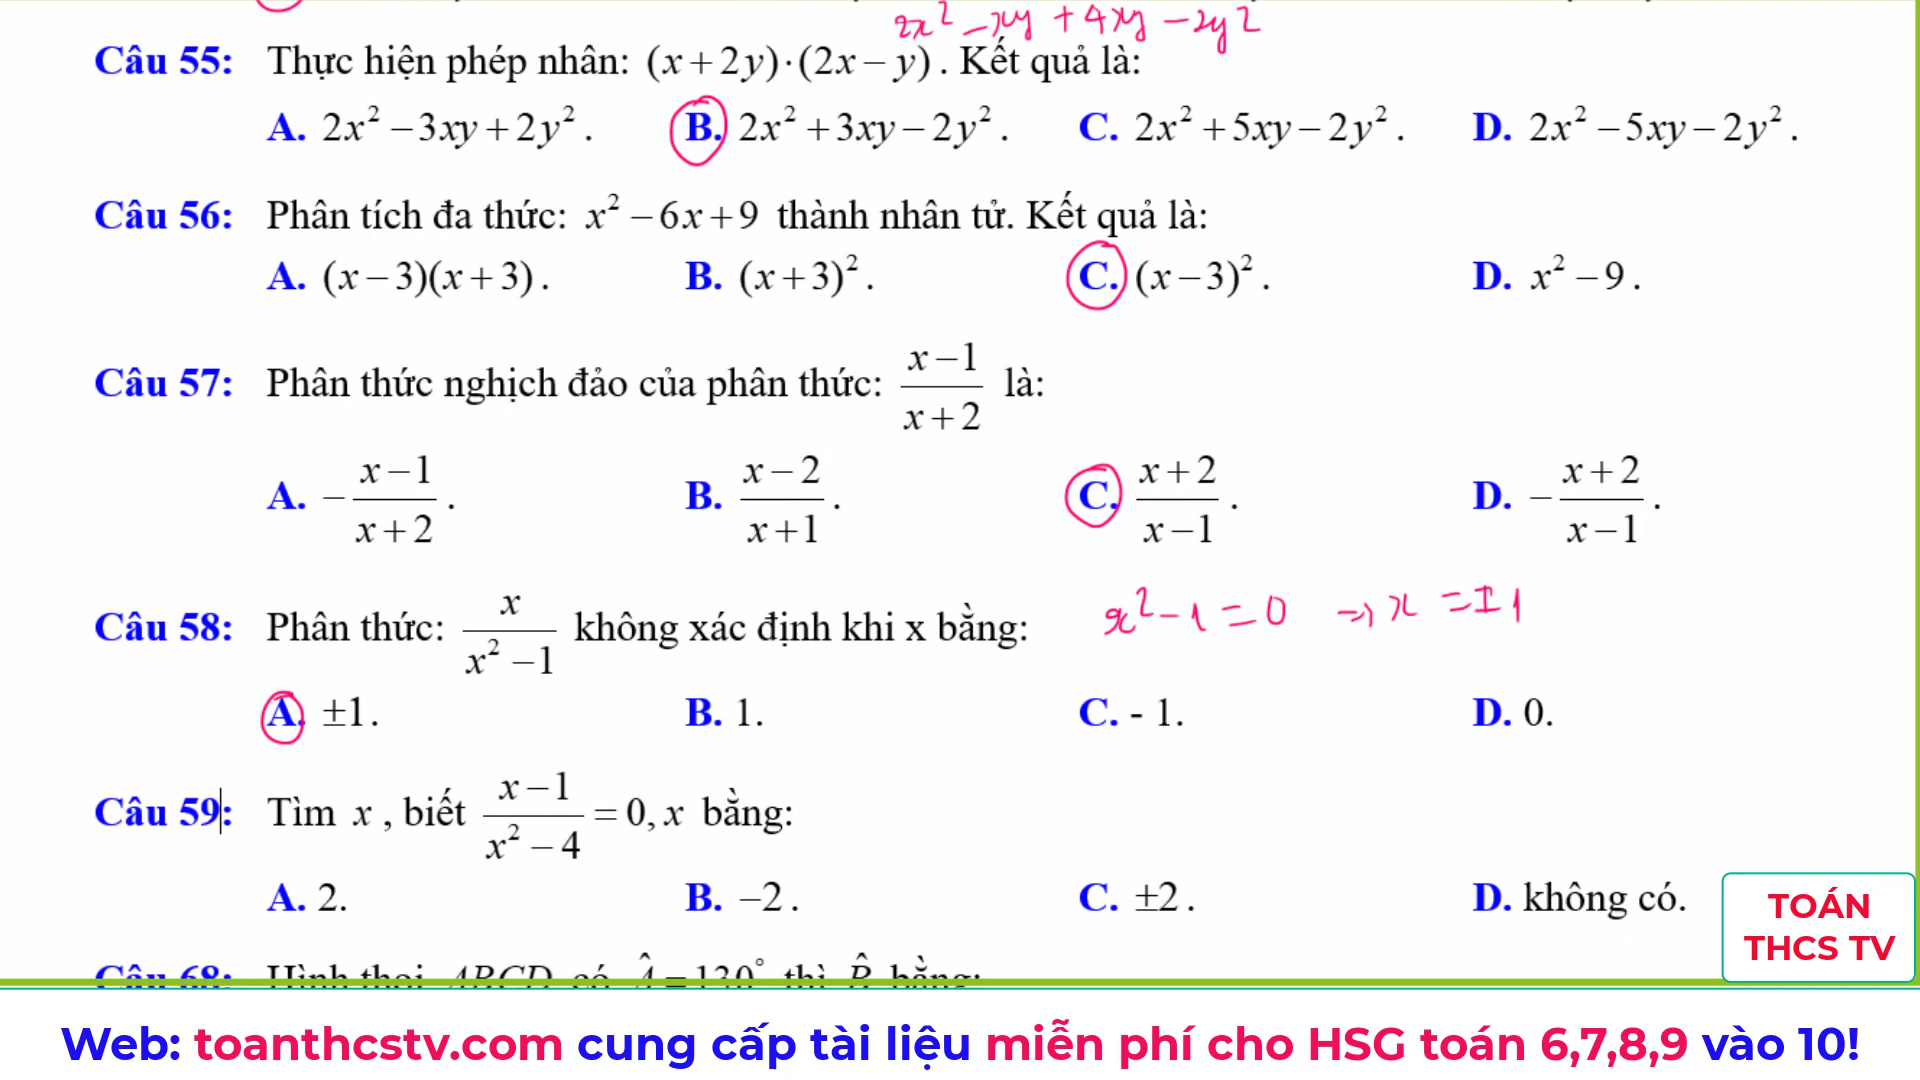 2x² - xy + 4xy - 2y²
Câu 55: Thực hiện phép nhân: (x+2y)·(2x−y). Kết quả là:
A. 2x² −3xy+2y². B. 2x² +3xy−2y². C. 2x² +5xy−2y². D. 2x² −5xy−2y².
Câu 56: Phân tích đa thức: x² −6x+9 thành nhân tử. Kết quả là:
A. (x−3)(x+3). B. (x+3)². C. (x−3)². D. x² −9.
Câu 57: Phân thức nghịch đảo của phân thức: (x−1)/(x+2) là:
A. −(x−1)/(x+2). B. (x−2)/(x+1). C. (x+2)/(x−1). D. −(x+2)/(x−1).
Câu 58: Phân thức: x/(x² −1) không xác định khi x bằng: x² - 1 = 0 → x = ±1
A. ±1. B. 1. C. - 1. D. 0.
Câu 59: Tìm x, biết (x−1)/(x² −4) = 0, x bằng:
A. 2. B. −2. C. ±2. D. không có.
TOÁN
THCS TV
Web: toanthcstv.com cung cấp tài liệu miễn phí cho HSG toán 6,7,8,9 vào 10!